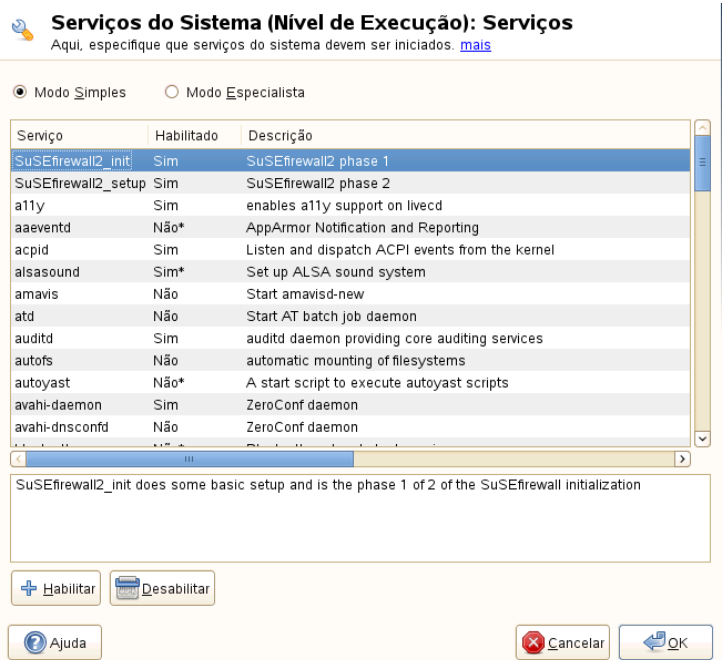 Serviços do Sistema (Nível de Execução): Serviços
Aqui, especifique que serviços do sistema devem ser iniciados. mais
Modo Simples Modo Especialista
Serviço Habilitado Descrição
SuSEfirewall2_init Sim SuSEfirewall2 phase 1
SuSEfirewall2_setup Sim SuSEfirewall2 phase 2
a11y Sim enables a11y support on livecd
aaeventd Não* AppArmor Notification and Reporting
acpid Sim Listen and dispatch ACPI events from the kernel
alsasound Sim* Set up ALSA sound system
amavis Não Start amavisd-new
atd Não Start AT batch job daemon
auditd Sim auditd daemon providing core auditing services
autofs Não automatic mounting of filesystems
autoyast Não* A start script to execute autoyast scripts
avahi-daemon Sim ZeroConf daemon
avahi-dnsconfd Não ZeroConf daemon
SuSEfirewall2_init does some basic setup and is the phase 1 of 2 of the SuSEfirewall initialization
Habilitar Desabilitar
Ajuda Cancelar OK